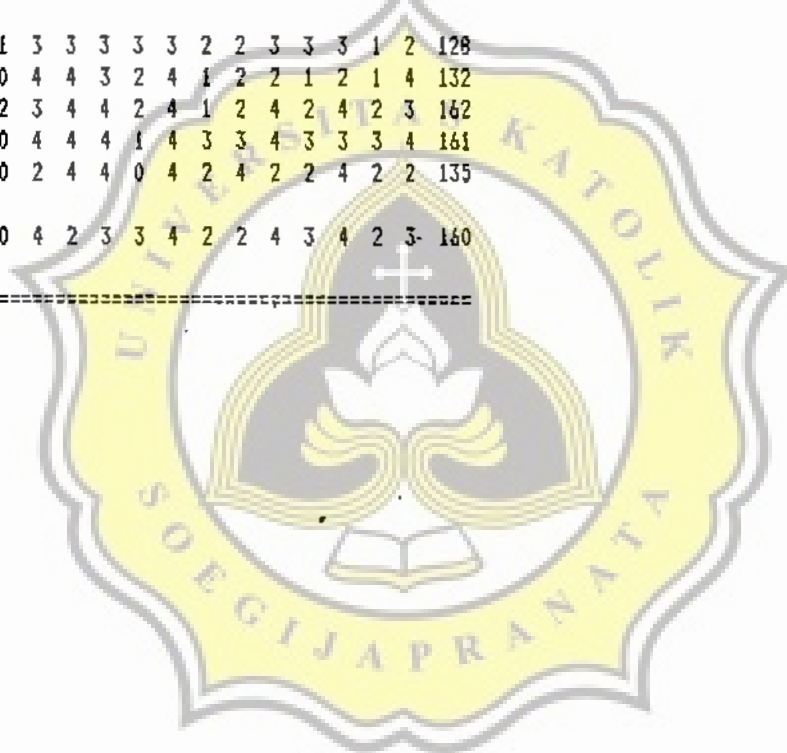 1 3 3 3 3 3 2 2 3 3 3 1 2 128
0 4 4 3 2 4 1 2 2 1 2 1 4 132
2 3 4 4 2 4 1 2 4 2 4 2 3 162
0 4 4 4 1 4 3 3 4 3 3 3 4 161
0 2 4 4 0 4 2 4 2 2 4 2 2 135
0 4 2 3 3 4 2 2 4 3 4 2 3- 160
UNIVERSITAS KATOLIK
SOEGIJAPRANATA